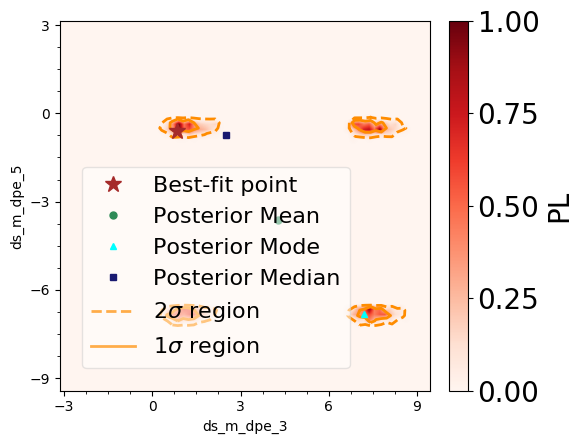 3
0
−3
−6
−9
ds_m_dpe_5
−3
0
3
6
9
ds_m_dpe_3
Best-fit point
Posterior Mean
Posterior Mode
Posterior Median
2σ region
1σ region
1.00
0.75
0.50
0.25
0.00
PL